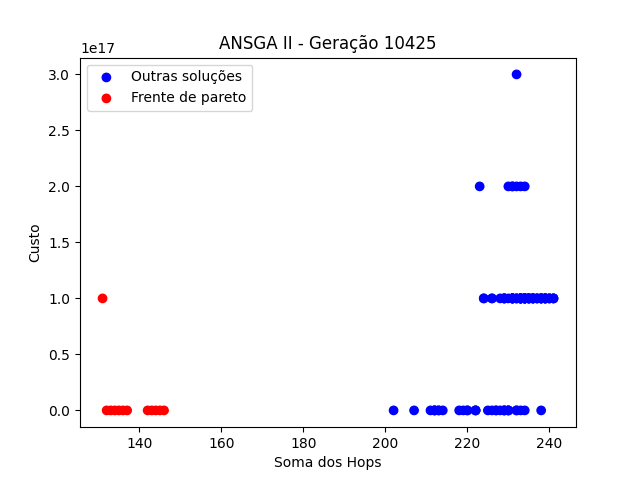 ANSGA II - Geração 10425
1e17
Outras soluções
Frente de pareto
3.0
2.5
2.0
1.5
1.0
0.5
0.0
Custo
140 160 180 200 220 240
Soma dos Hops